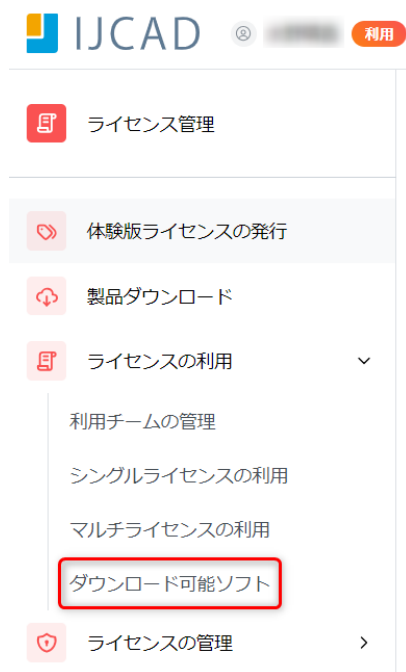 IJCAD
利用
ライセンス管理
体験版ライセンスの発行
製品ダウンロード
ライセンスの利用
利用チームの管理
シングルライセンスの利用
マルチライセンスの利用
ダウンロード可能ソフト
ライセンスの管理